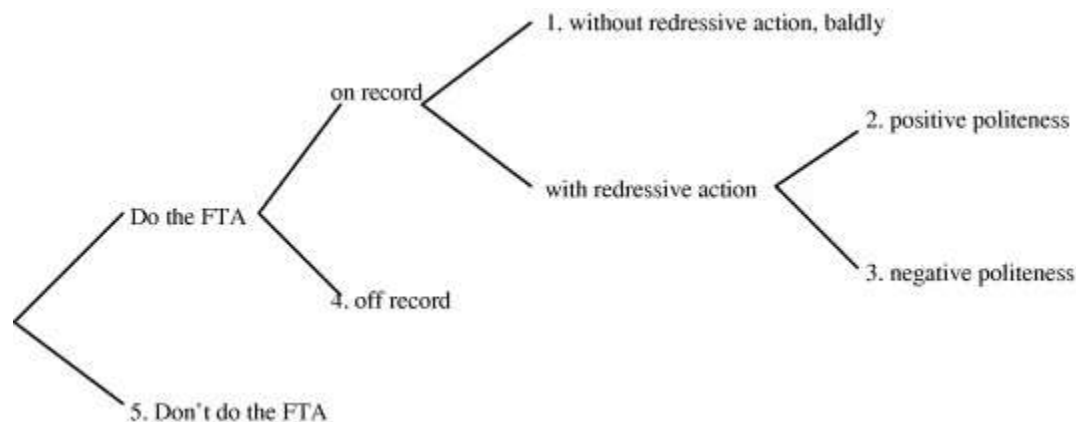 1. without redressive action, baldly
on record
2. positive politeness
with redressive action
Do the FTA
3. negative politeness
4. off record
5. Don't do the FTA